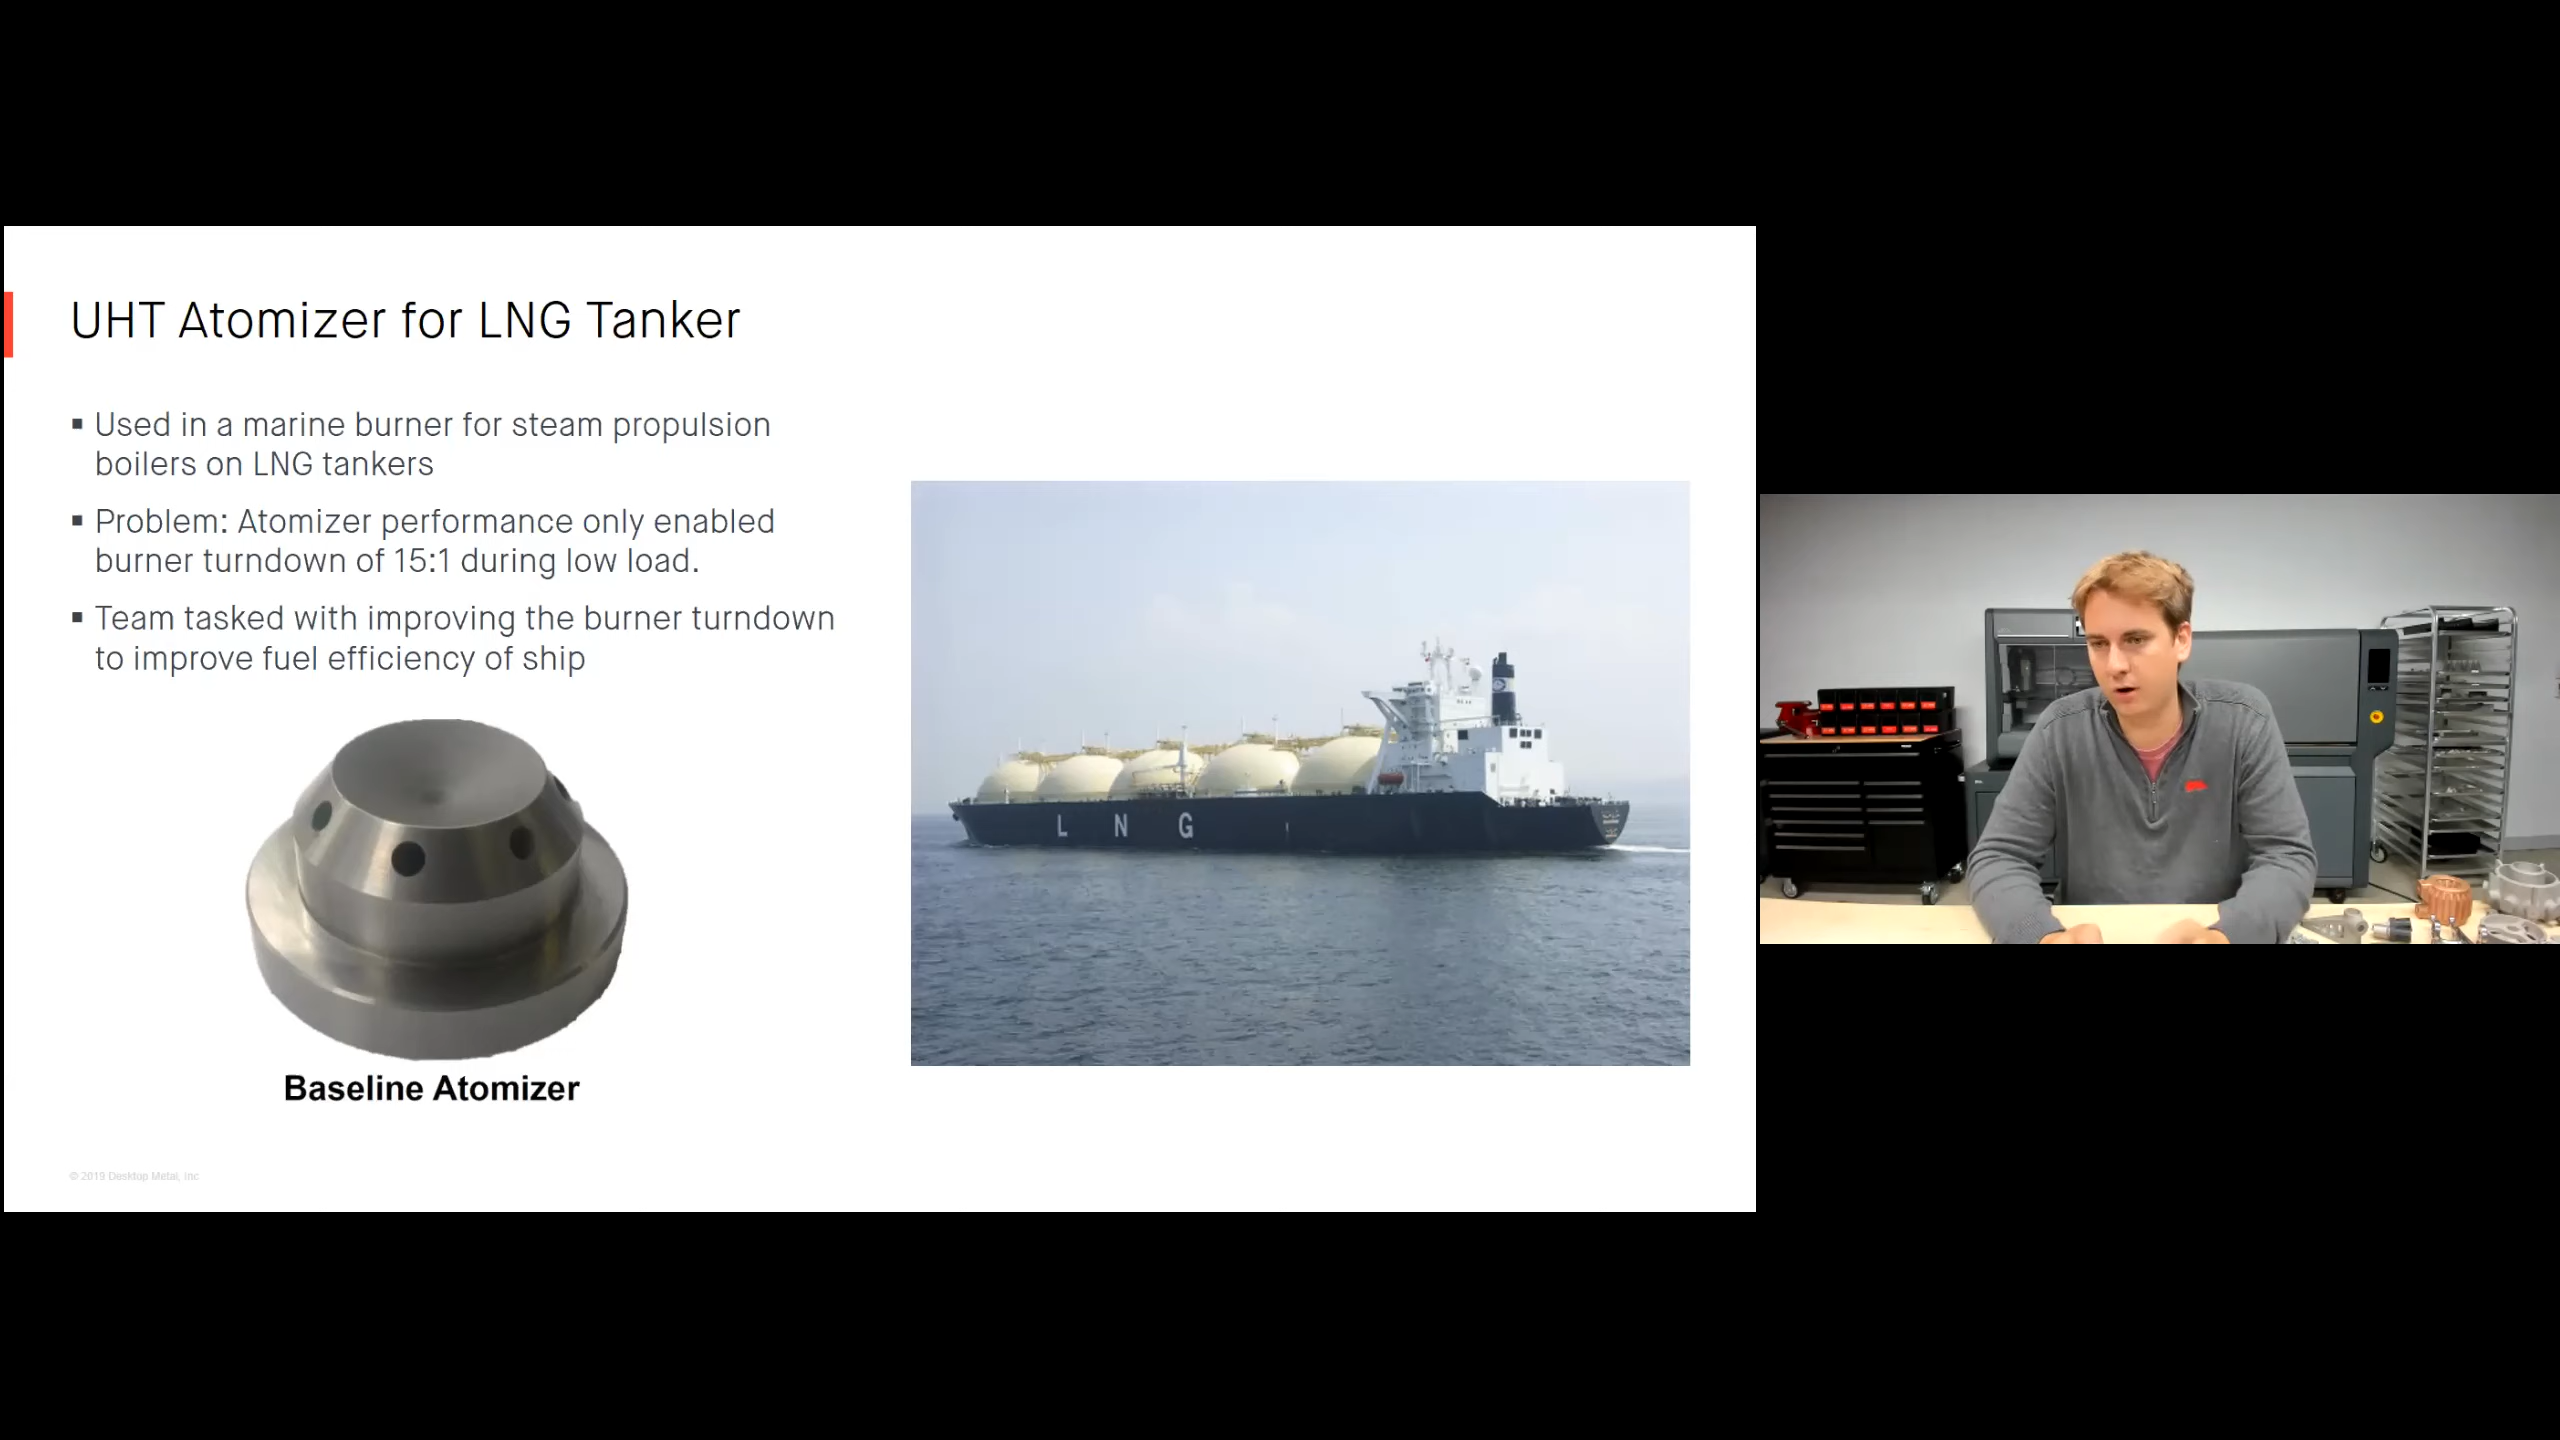 UHT Atomizer for LNG Tanker
▪ Used in a marine burner for steam propulsion
boilers on LNG tankers
▪ Problem: Atomizer performance only enabled
burner turndown of 15:1 during low load.
▪ Team tasked with improving the burner turndown
to improve fuel efficiency of ship
L N G
Baseline Atomizer
© 2019 Desktop Metal, Inc